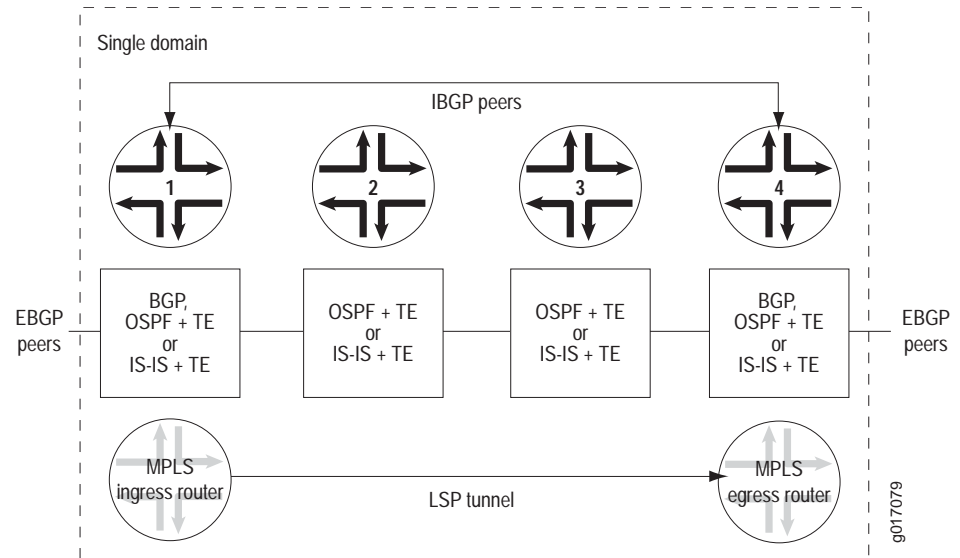 Single domain
IBGP peers
1
2
3
4
EBGP
peers
BGP,
OSPF + TE
or
IS-IS + TE
OSPF + TE
or
IS-IS + TE
OSPF + TE
or
IS-IS + TE
BGP,
OSPF + TE
or
IS-IS + TE
EBGP
peers
MPLS
ingress router
LSP tunnel
MPLS
egress router
g017079